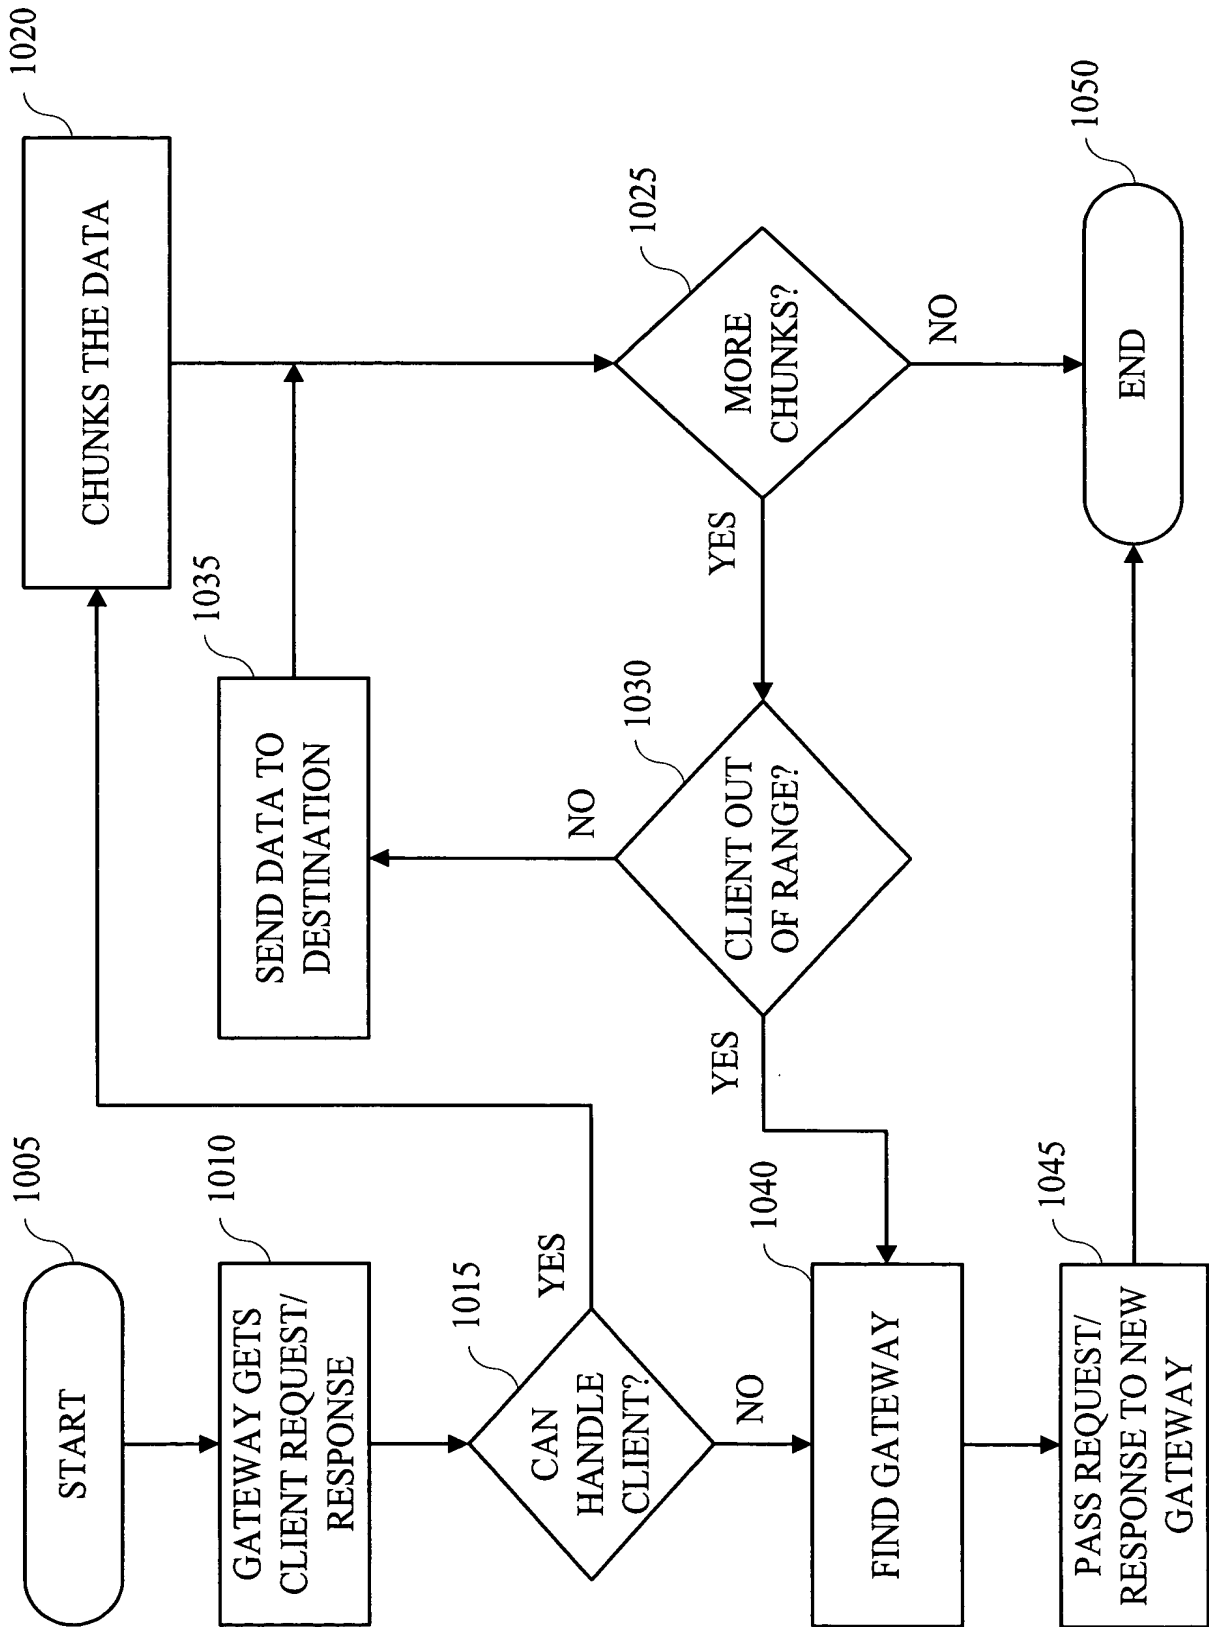 START
1005
GATEWAY GETS
CLIENT REQUEST/
RESPONSE
1010
CAN
HANDLE
CLIENT?
1015
YES
NO
CHUNKS THE DATA
1020
MORE
CHUNKS?
1025
YES
NO
CLIENT OUT
OF RANGE?
1030
NO
YES
SEND DATA TO
DESTINATION
1035
FIND GATEWAY
1040
PASS REQUEST/
RESPONSE TO NEW
GATEWAY
1045
END
1050